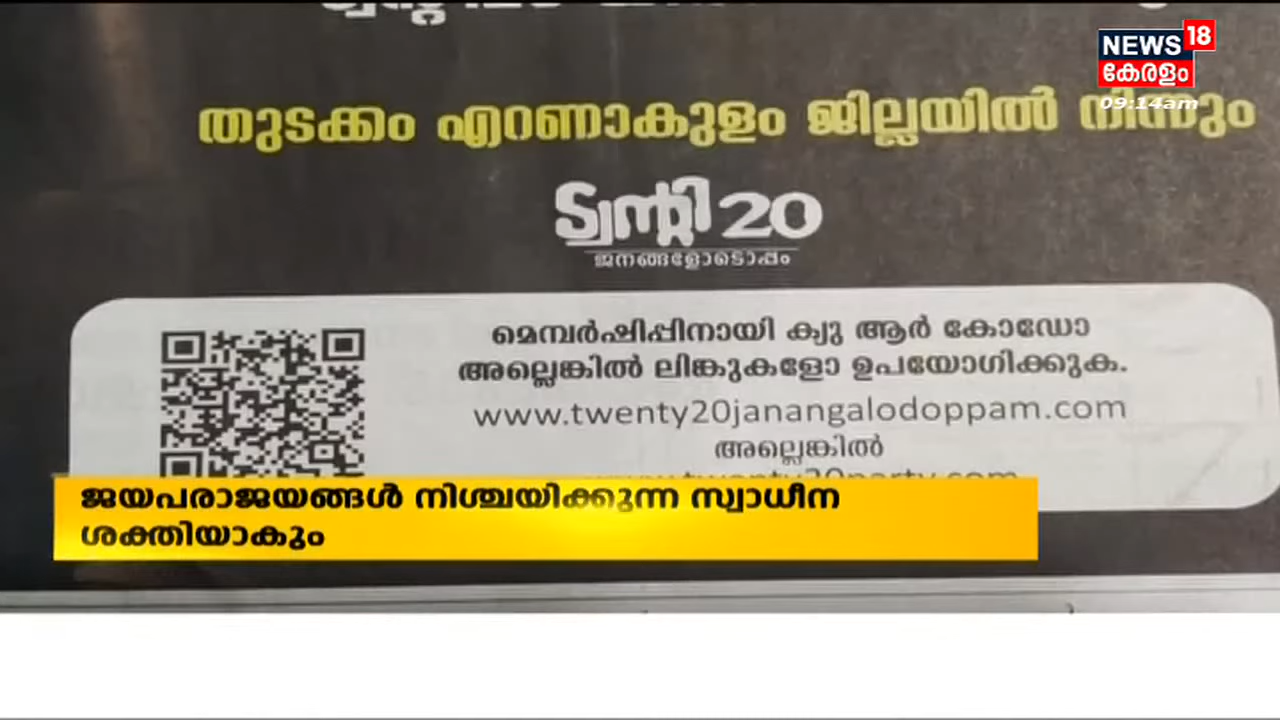 NEWS 18
കേരളം
09:14am
തുടക്കം എറണാകുളം ജില്ലയിൽ നിന്നും
ട്വന്റി 20
ജനങ്ങളോടൊപ്പം
മെമ്പർഷിപ്പിനായി ക്യു ആർ കോഡോ
അല്ലെങ്കിൽ ലിങ്കുകളോ ഉപയോഗിക്കുക.
www.twenty20janangalodoppam.com
അല്ലെങ്കിൽ
ജയപരാജയങ്ങൾ നിശ്ചയിക്കുന്ന സ്വാധീന
ശക്തിയാകും